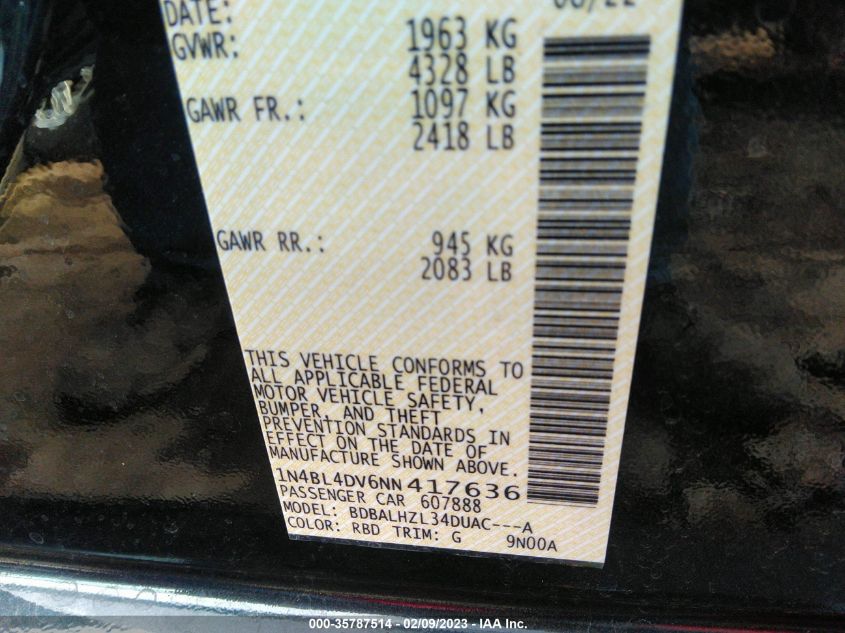 DATE:
GVWR: 1963 KG
4328 LB
GAWR FR.: 1097 KG
2418 LB
GAWR RR.: 945 KG
2083 LB
THIS VEHICLE CONFORMS TO
ALL APPLICABLE FEDERAL
MOTOR VEHICLE SAFETY,
BUMPER, AND THEFT
PREVENTION STANDARDS IN
EFFECT ON THE DATE OF
MANUFACTURE SHOWN ABOVE.
1N4BL4DV6NN417636
PASSENGER CAR 607888
MODEL: BDBALHZL34DUAC---A
COLOR: RBD TRIM: G 9N00A
000-35787514 - 02/09/2023 - IAA Inc.